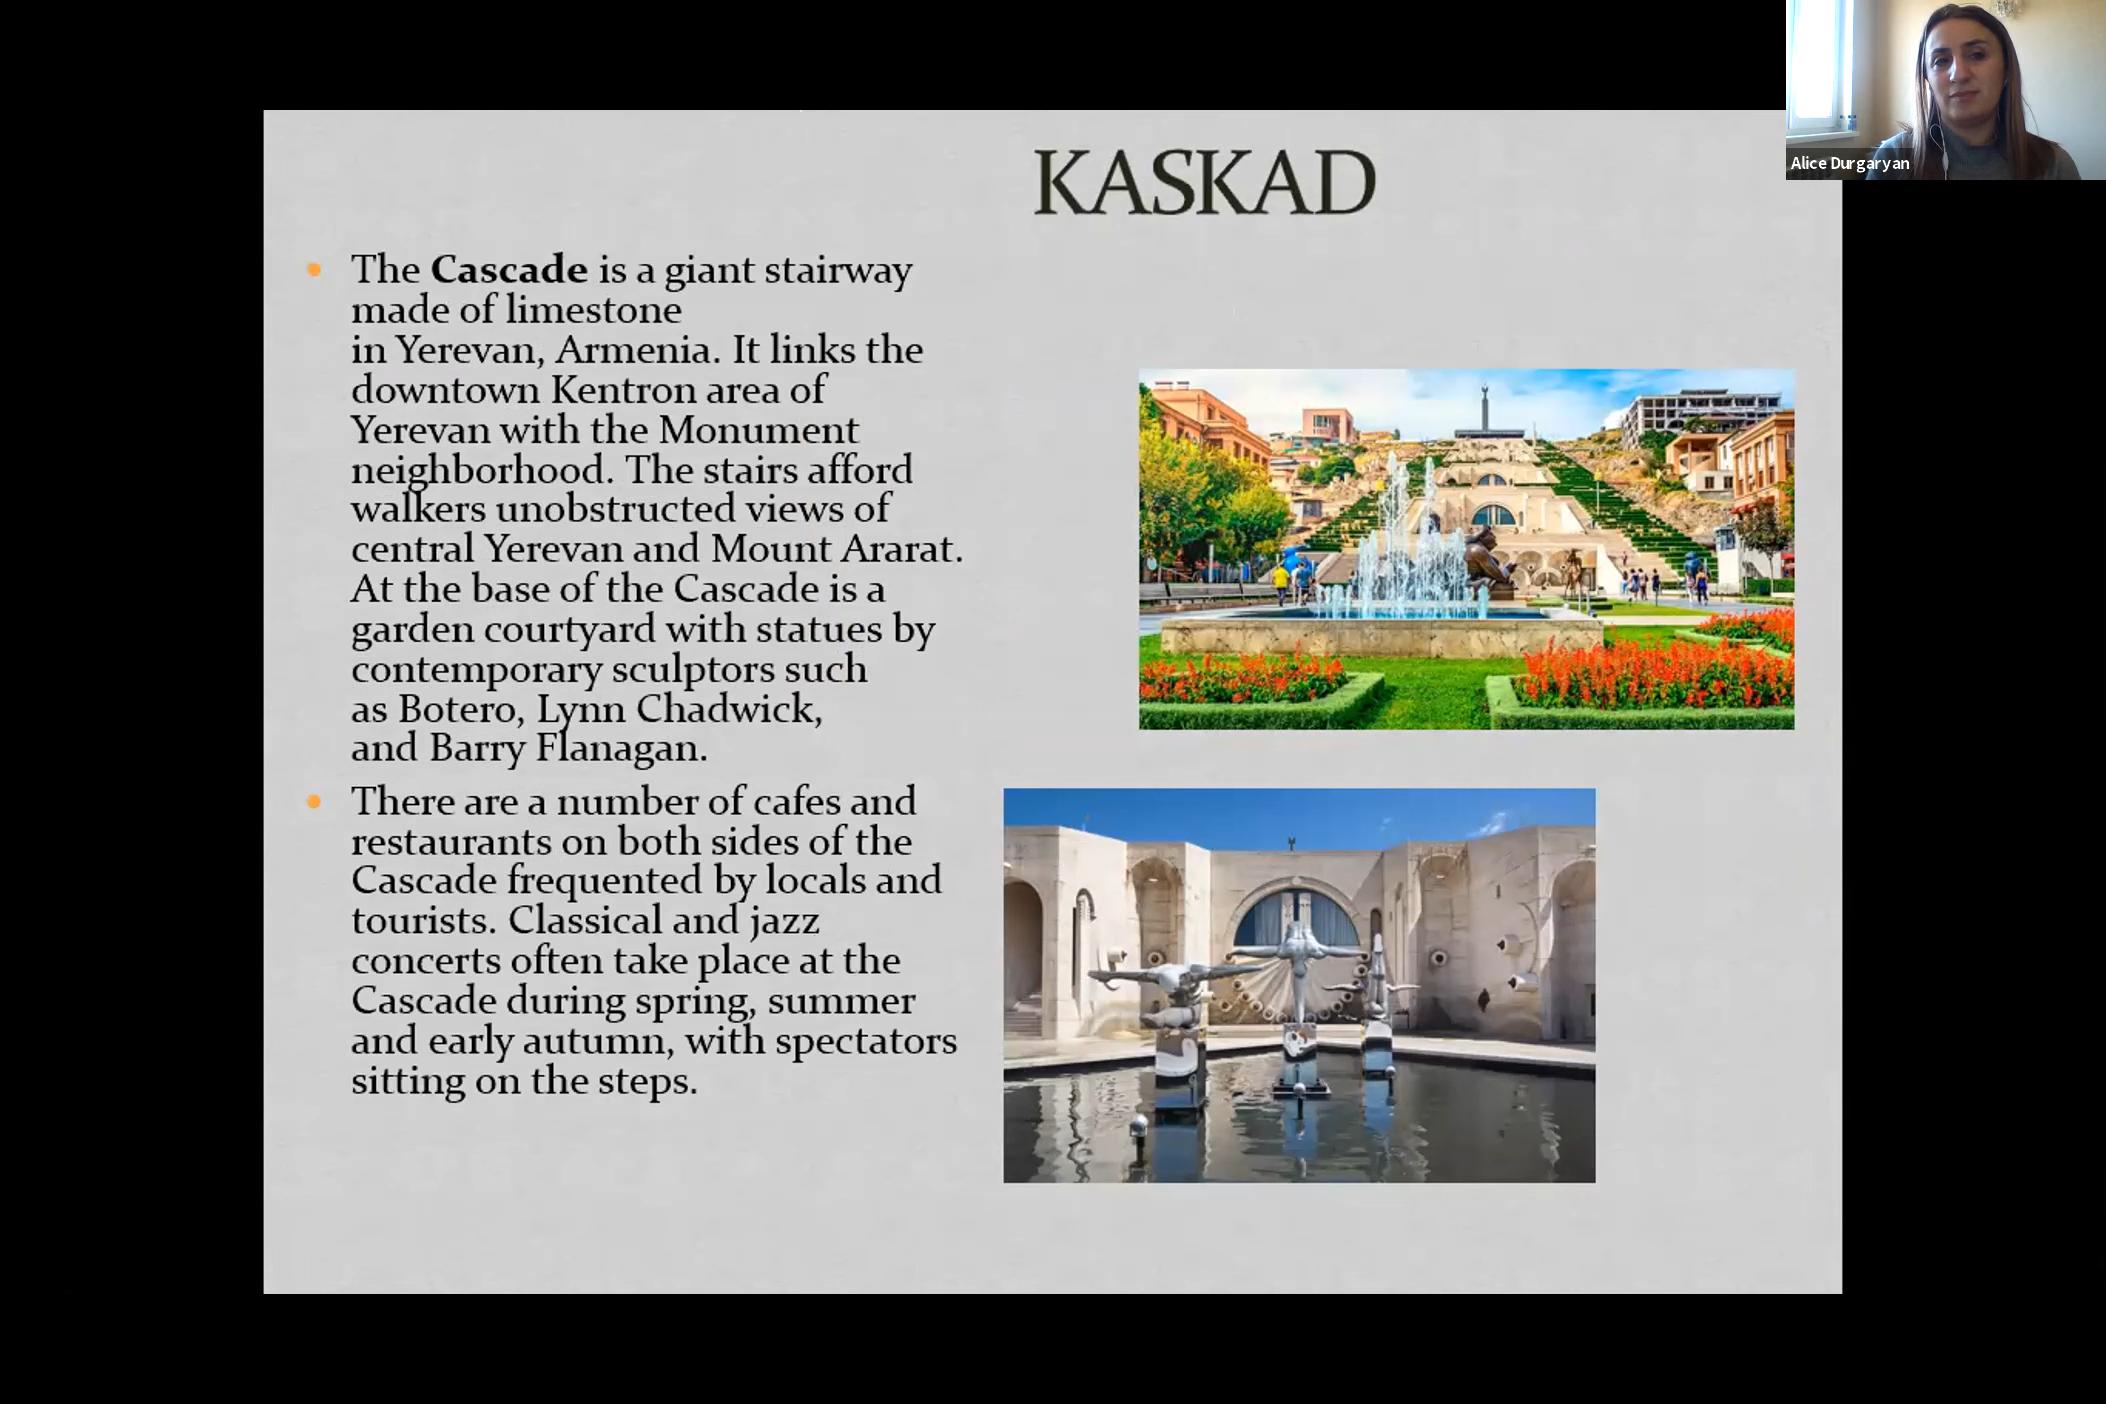 KASKAD
The Cascade is a giant stairway
made of limestone
in Yerevan, Armenia. It links the
downtown Kentron area of
Yerevan with the Monument
neighborhood. The stairs afford
walkers unobstructed views of
central Yerevan and Mount Ararat.
At the base of the Cascade is a
garden courtyard with statues by
contemporary sculptors such
as Botero, Lynn Chadwick,
and Barry Flanagan.
There are a number of cafes and
restaurants on both sides of the
Cascade frequented by locals and
tourists. Classical and jazz
concerts often take place at the
Cascade during spring, summer
and early autumn, with spectators
sitting on the steps.
Alice Durgaryan